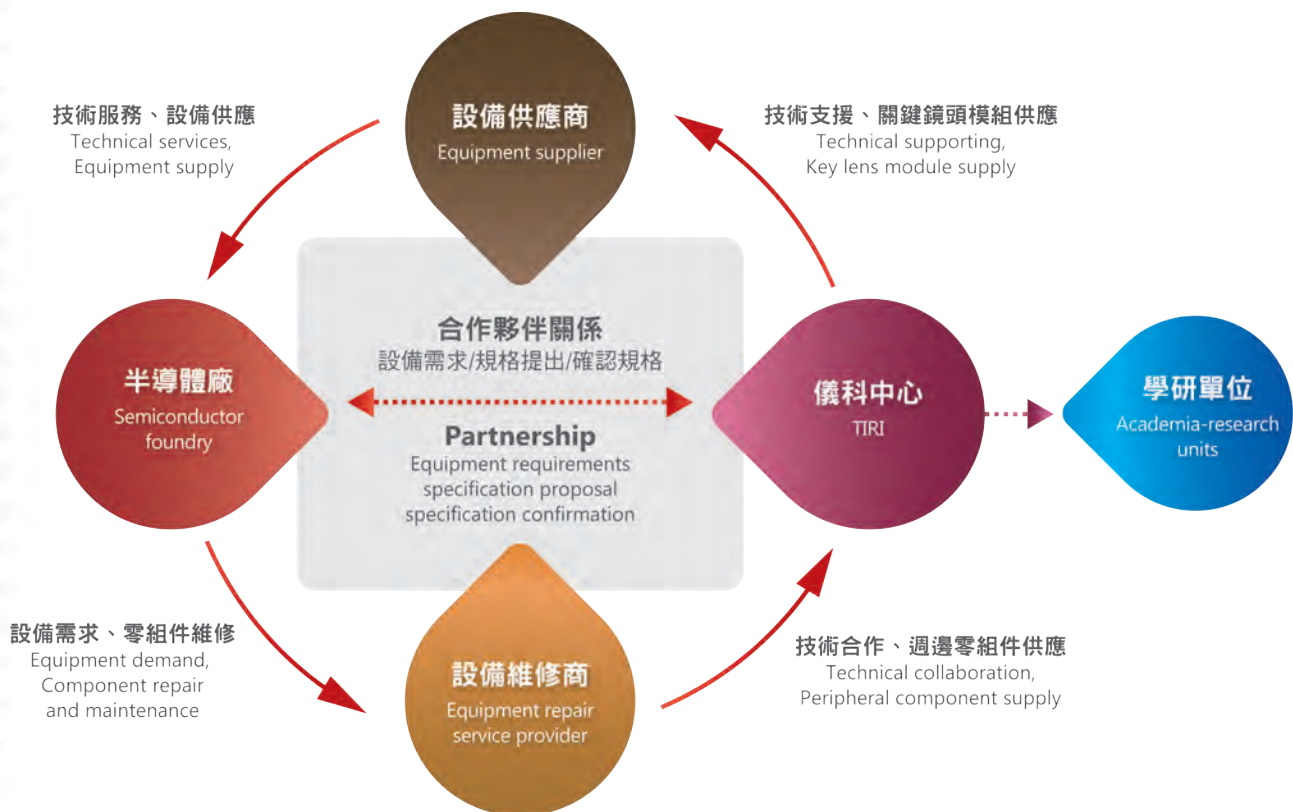 設備供應商
Equipment supplier
技術服務、設備供應
Technical services,
Equipment supply
技術支援、關鍵鏡頭模組供應
Technical supporting,
Key lens module supply
合作夥伴關係
設備需求/規格提出/確認規格
Partnership
Equipment requirements
specification proposal
specification confirmation
半導體廠
Semiconductor
foundry
儀科中心
TIRI
學研單位
Academia-research
units
設備需求、零組件維修
Equipment demand,
Component repair
and maintenance
設備維修商
Equipment repair
service provider
技術合作、週邊零組件供應
Technical collaboration,
Peripheral component supply